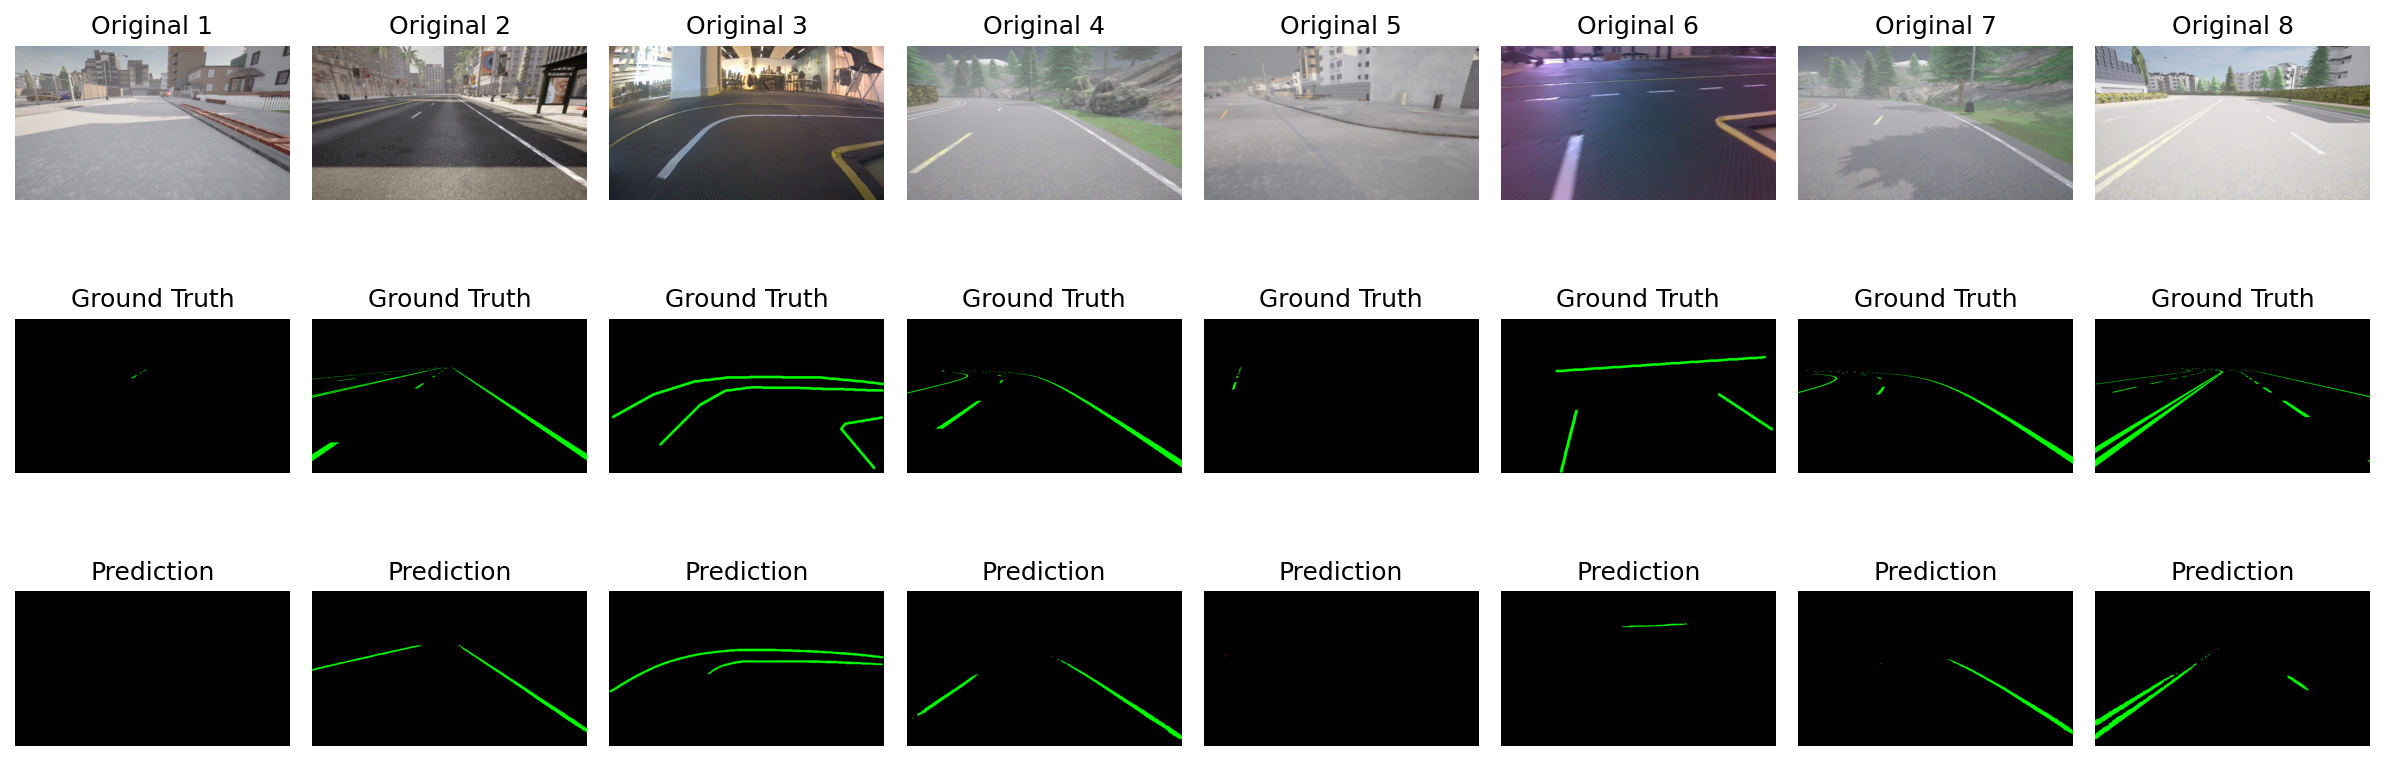 Original 1
Original 2
Original 3
Original 4
Original 5
Original 6
Original 7
Original 8
Ground Truth
Ground Truth
Ground Truth
Ground Truth
Ground Truth
Ground Truth
Ground Truth
Ground Truth
Prediction
Prediction
Prediction
Prediction
Prediction
Prediction
Prediction
Prediction